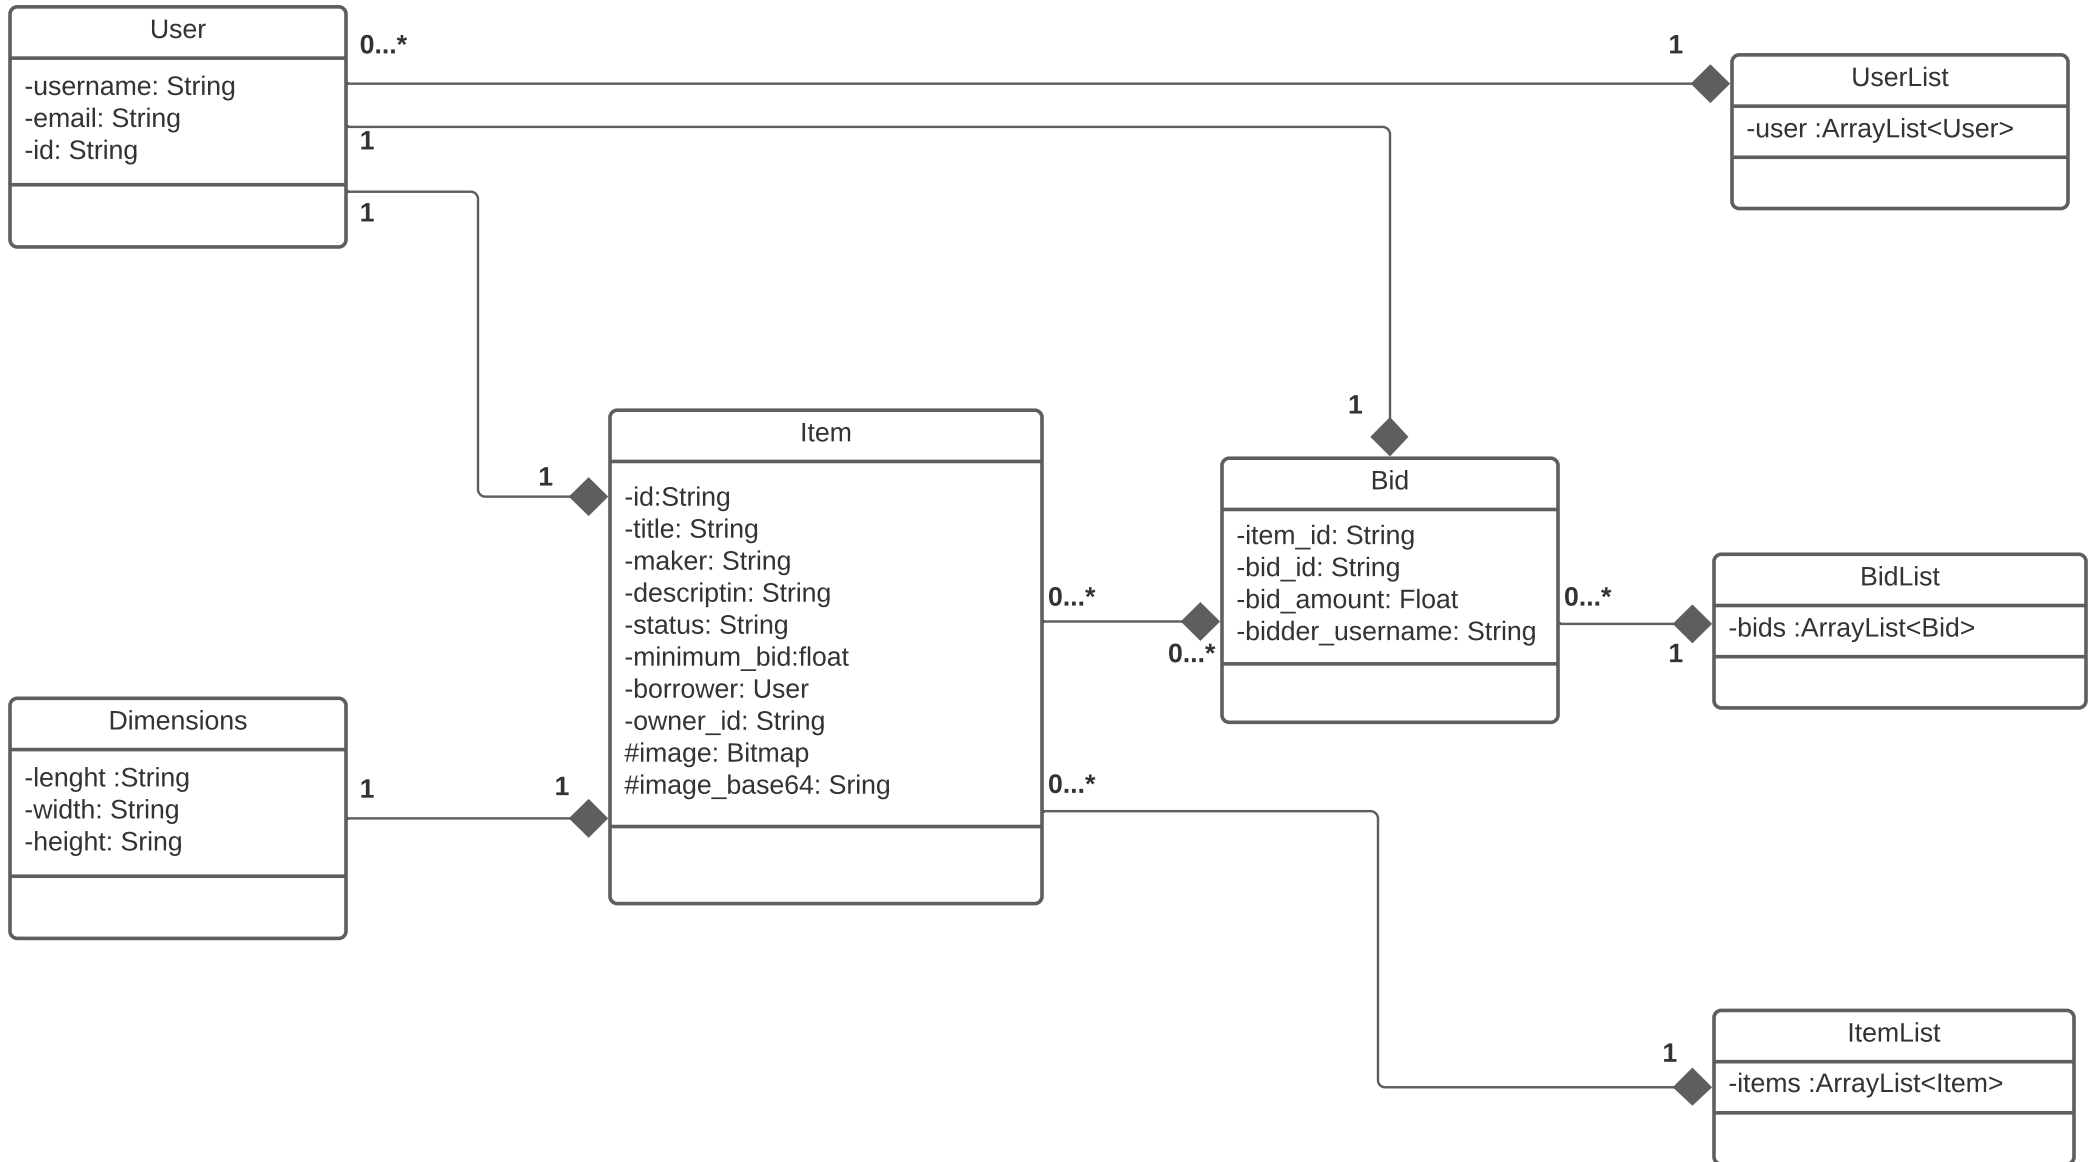 User
-username: String
-email: String
-id: String
0...*
1
1
1
UserList
-user :ArrayList<User>
1
Item
-id:String
-title: String
-maker: String
-descriptin: String
-status: String
-minimum_bid:float
-borrower: User
-owner_id: String
#image: Bitmap
#image_base64: Sring
0...*
0...*
0...*
1
Bid
-item_id: String
-bid_id: String
-bid_amount: Float
-bidder_username: String
0...*
1
BidList
-bids :ArrayList<Bid>
Dimensions
-lenght :String
-width: String
-height: Sring
1
1
1
ItemList
-items :ArrayList<Item>